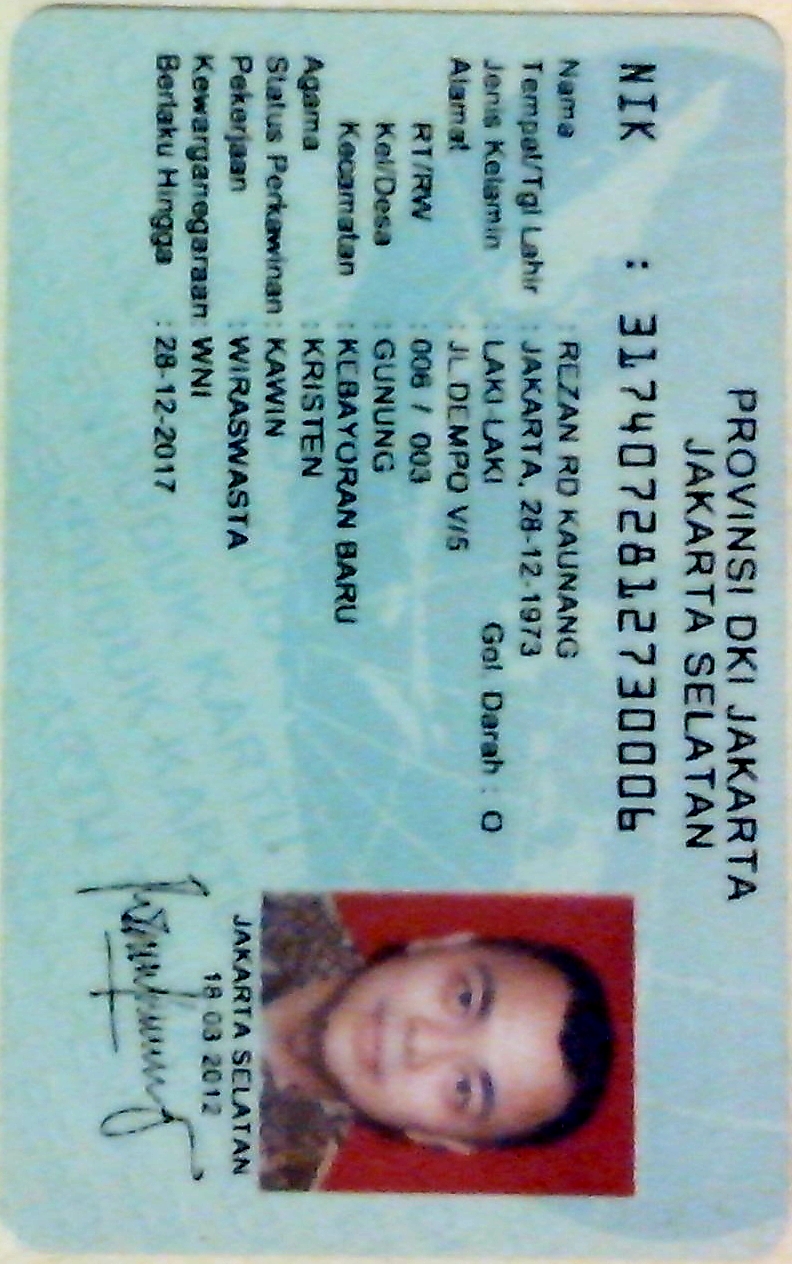 PROVINSI DKI JAKARTA
JAKARTA SELATAN
NIK : 3174072812730006
Nama : REZAN RD KAUNANG
Tempat/Tgl Lahir : JAKARTA, 28-12-1973
Jenis Kelamin : LAKI-LAKI Gol. Darah : O
Alamat : JL.DEMPO V/5
RT/RW : 006 / 003
Kel/Desa : GUNUNG
Kecamatan : KEBAYORAN BARU
Agama : KRISTEN
Status Perkawinan : KAWIN
Pekerjaan : WIRASWASTA
Kewarganegaraan : WNI
Berlaku Hingga : 28-12-2017
JAKARTA SELATAN
18 03 2012